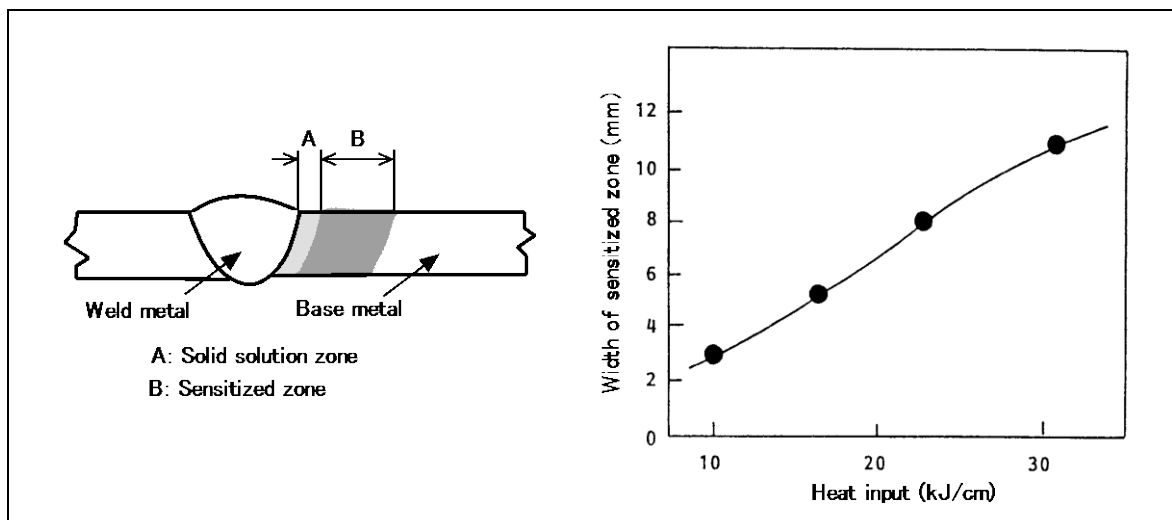 A B
Weld metal
Base metal
A: Solid solution zone
B: Sensitized zone
Width of sensitized zone (mm)
12
10
8
6
4
2
0
10 20 30
Heat input (kJ/cm)